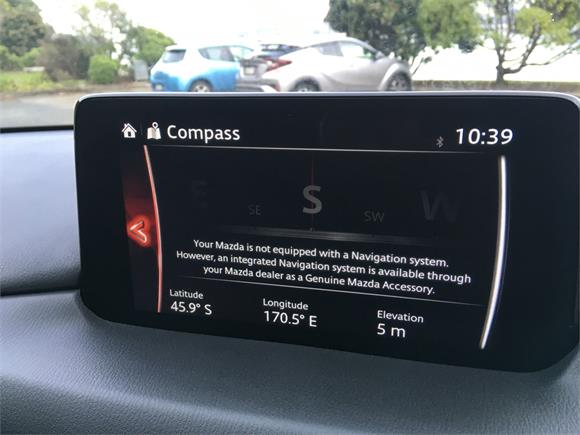 Compass
10:39
E SE S SW W
Your Mazda is not equipped with a Navigation system.
However, an integrated Navigation system is available through
your Mazda dealer as a Genuine Mazda Accessory.
Latitude Longitude Elevation
45.9° S 170.5° E 5 m